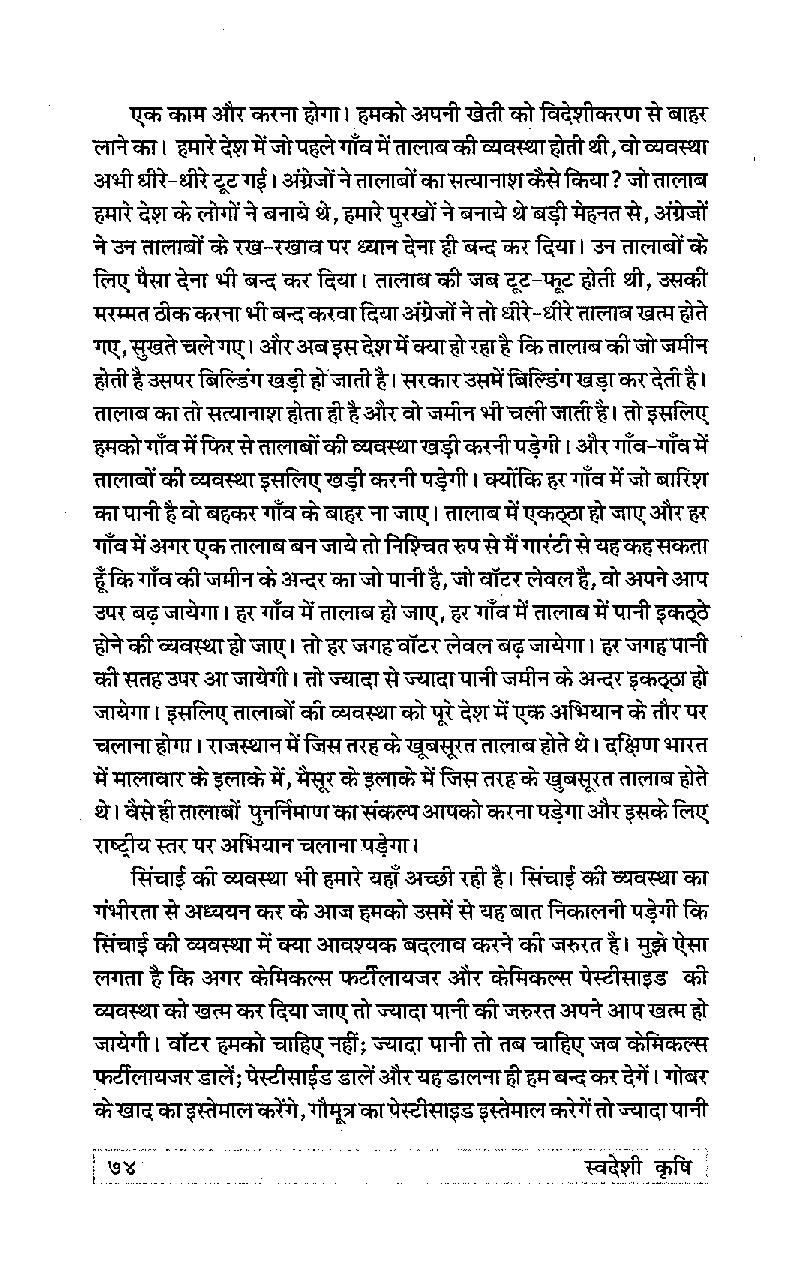 एक काम और करना होगा। हमको अपनी खेती को विदेशीकरण से बाहर
लाने का। हमारे देश में जो पहले गाँव में तालाब की व्यवस्था होती थी, वो व्यवस्था
अभी धीरे-धीरे टूट गई। अंग्रेजों ने तालाबों का सत्यानाश कैसे किया? जो तालाब
हमारे देश के लोगों ने बनाये थे, हमारे पुरखों ने बनाये थे बड़ी मेहनत से, अंग्रेजों
ने उन तालाबों के रख-रखाव पर ध्यान देना ही बन्द कर दिया। उन तालाबों के
लिए पैसा देना भी बन्द कर दिया। तालाब की जब टूट-फूट होती थी, उसकी
मरम्मत ठीक करना भी बन्द करवा दिया अंग्रेजों ने तो धीरे-धीरे तालाब खत्म होते
गए, सुखते चले गए। और अब इस देश में क्या हो रहा है कि तालाब की जो जमीन
होती है उसपर बिल्डिंग खड़ी हो जाती है। सरकार उसमें बिल्डिंग खड़ा कर देती है।
तालाब का तो सत्यानाश होता ही है और वो जमीन भी चली जाती है। तो इसलिए
हमको गाँव में फिर से तालाबों की व्यवस्था खड़ी करनी पड़ेगी। और गाँव-गाँव में
तालाबों की व्यवस्था इसलिए खड़ी करनी पड़ेगी। क्योंकि हर गाँव में जो बारिश
का पानी है वो बहकर गाँव के बाहर ना जाए। तालाब में एकठ्ठा हो जाए और हर
गाँव में अगर एक तालाब बन जाये तो निश्चित रुप से मैं गारंटी से यह कह सकता
हूँ कि गाँव की जमीन के अन्दर का जो पानी है, जो वॉटर लेवल है, वो अपने आप
उपर बढ़ जायेगा। हर गाँव में तालाब हो जाए, हर गाँव में तालाब में पानी इकठ्ठे
होने की व्यवस्था हो जाए। तो हर जगह वॉटर लेवल बढ़ जायेगा। हर जगह पानी
की सतह उपर आ जायेगी। तो ज्यादा से ज्यादा पानी जमीन के अन्दर इकठ्ठा हो
जायेगा। इसलिए तालाबों की व्यवस्था को पूरे देश में एक अभियान के तौर पर
चलाना होगा। राजस्थान में जिस तरह के खूबसूरत तालाब होते थे। दक्षिण भारत
में मालावार के इलाके में, मैसूर के इलाके में जिस तरह के खुबसूरत तालाब होते
थे। वैसे ही तालाबों पुनर्निमाण का संकल्प आपको करना पड़ेगा और इसके लिए
राष्ट्रीय स्तर पर अभियान चलाना पड़ेगा।
सिंचाई की व्यवस्था भी हमारे यहाँ अच्छी रही है। सिंचाई की व्यवस्था का
गंभीरता से अध्ययन कर के आज हमको उसमें से यह बात निकालनी पड़ेगी कि
सिंचाई की व्यवस्था में क्या आवश्यक बदलाव करने की जरुरत है। मुझे ऐसा
लगता है कि अगर केमिकल्स फर्टीलायजर और केमिकल्स पेस्टीसाइड की
व्यवस्था को खत्म कर दिया जाए तो ज्यादा पानी की जरुरत अपने आप खत्म हो
जायेगी। वॉटर हमको चाहिए नहीं; ज्यादा पानी तो तब चाहिए जब केमिकल्स
फर्टीलायजर डालें; पेस्टीसाईड डालें और यह डालना ही हम बन्द कर देगें। गोबर
के खाद का इस्तेमाल करेंगे, गौमूत्र का पेस्टीसाइड इस्तेमाल करेगें तो ज्यादा पानी
७४ स्वदेशी कृषि